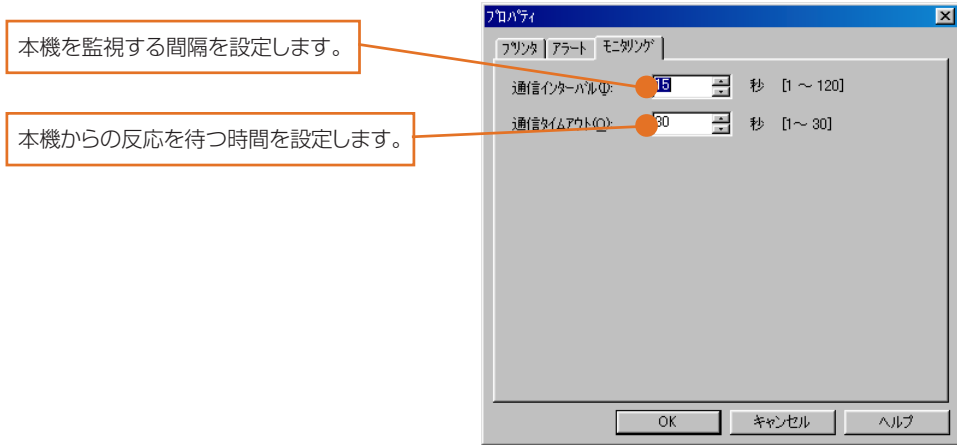 プロパティ
本機を監視する間隔を設定します。
プリンタ アラート モニタリング
通信インターバル(I): 15 秒 [1 ～ 120]
本機からの反応を待つ時間を設定します。
通信タイムアウト(O): 30 秒 [1～ 30]
OK キャンセル ヘルプ